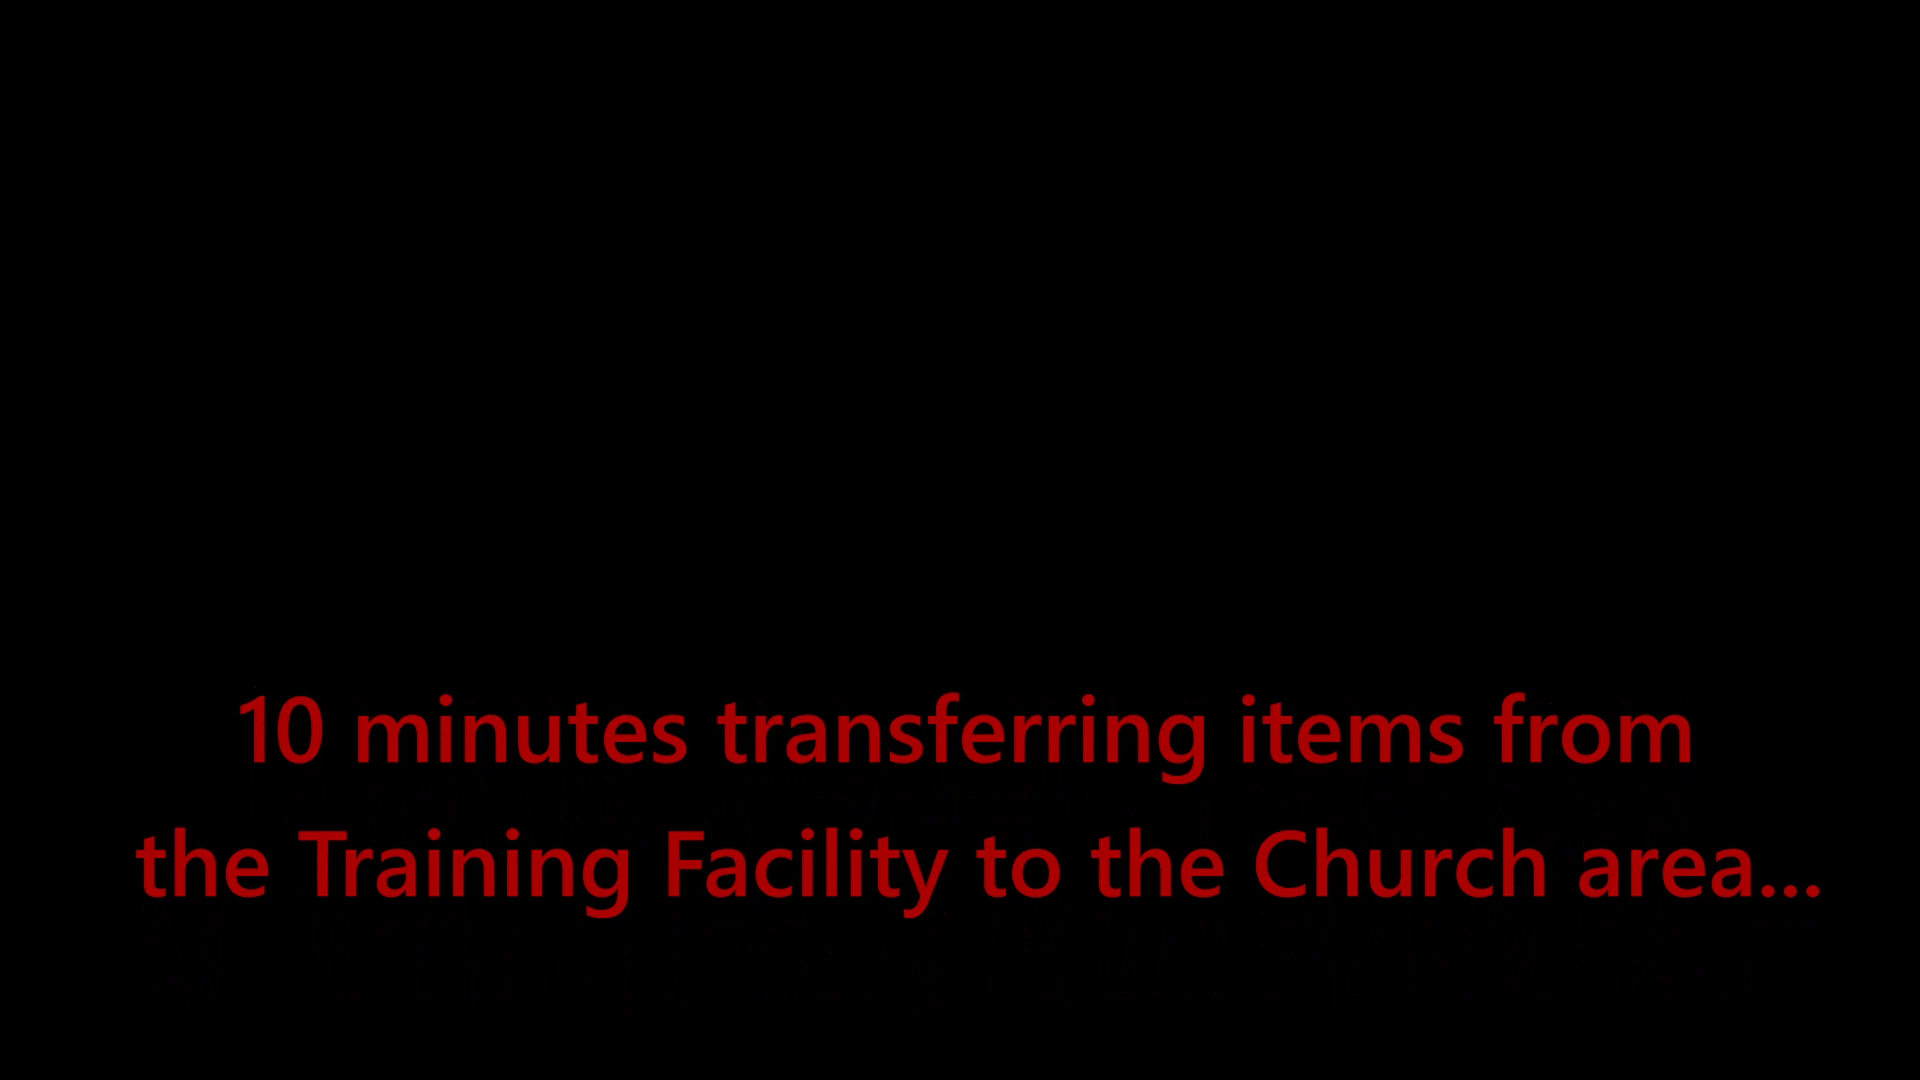 10 minutes transferring items from
the Training Facility to the Church area...